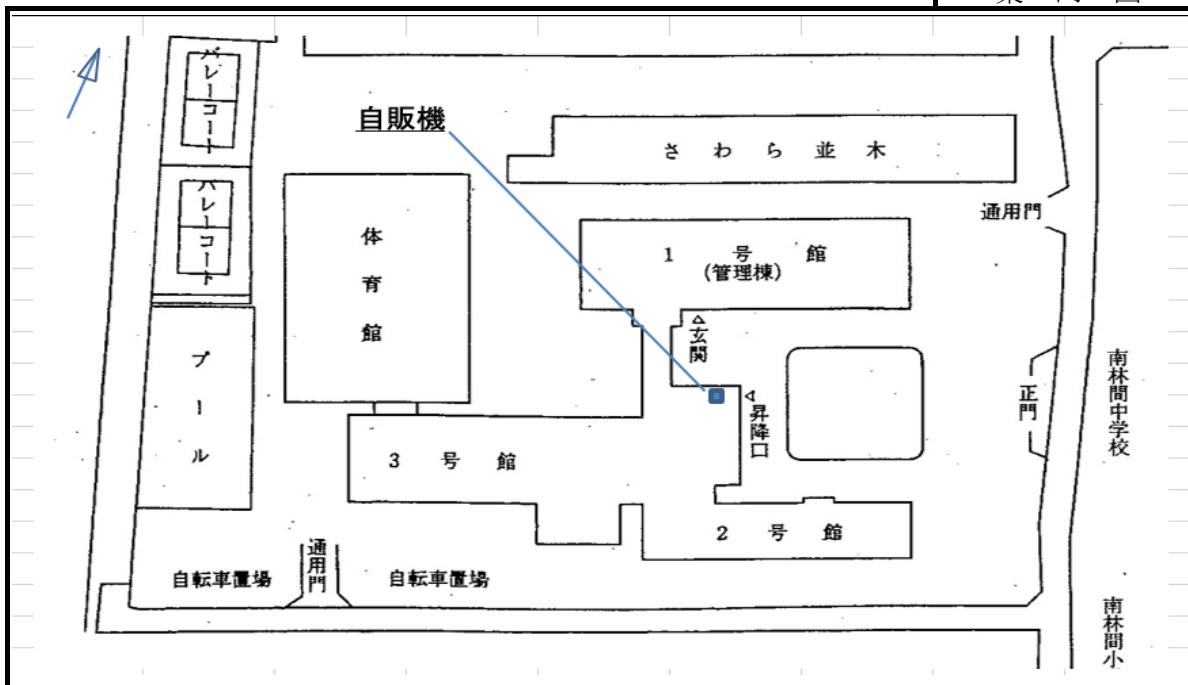 案内図
バレーコート
自販機
さわら並木
バレーコート
体育館
通用門
1号館
(管理棟)
△玄関
プール
正門
南林間中学校
△昇降口
3号館
2号館
通用門
自転車置場
自転車置場
南林間小